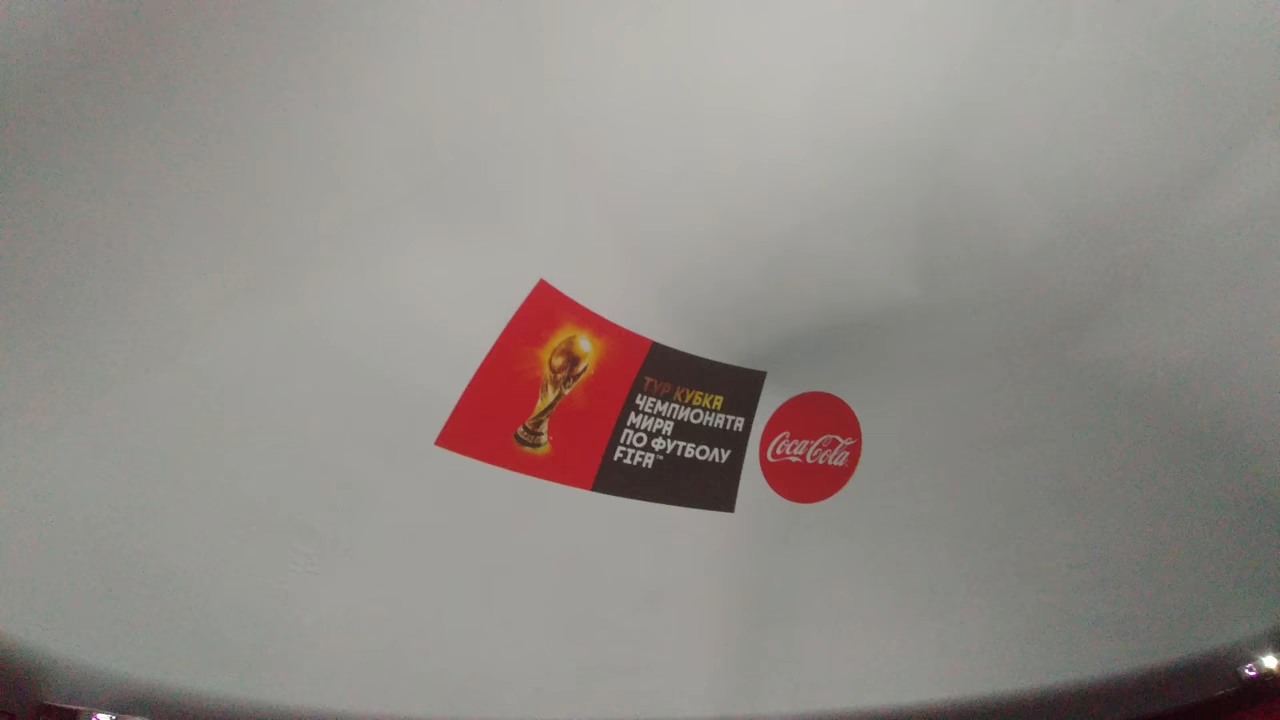 ТУР КУБКА
ЧЕМПИОНАТА
МИРА
ПО ФУТБОЛУ
FIFA™
Coca-Cola